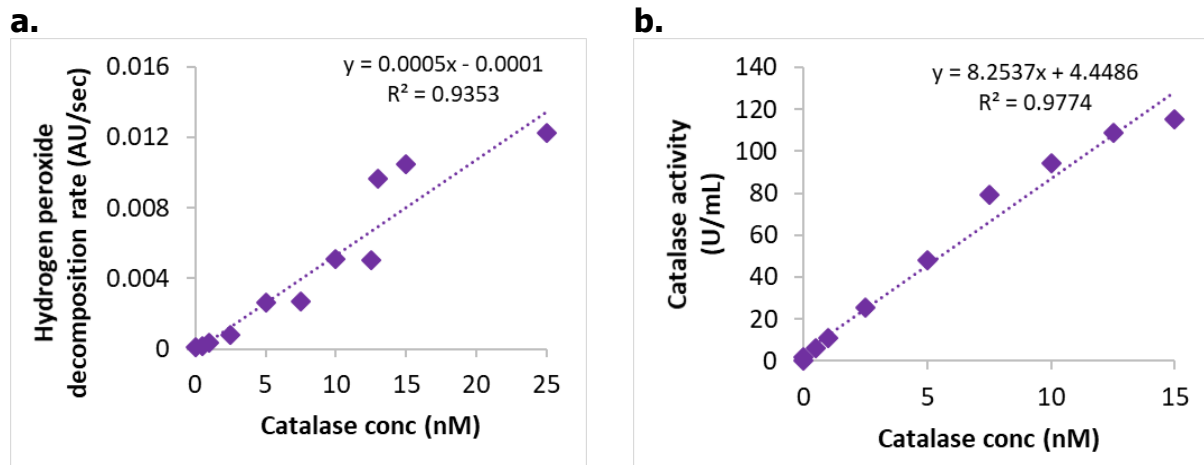 a.
y = 0.0005x - 0.0001
R² = 0.9353
Hydrogen peroxide
decomposition rate (AU/sec)
0.016
0.012
0.008
0.004
0
0 5 10 15 20 25
Catalase conc (nM)
b.
y = 8.2537x + 4.4486
R² = 0.9774
Catalase activity
(U/mL)
140
120
100
80
60
40
20
0
0 5 10 15
Catalase conc (nM)